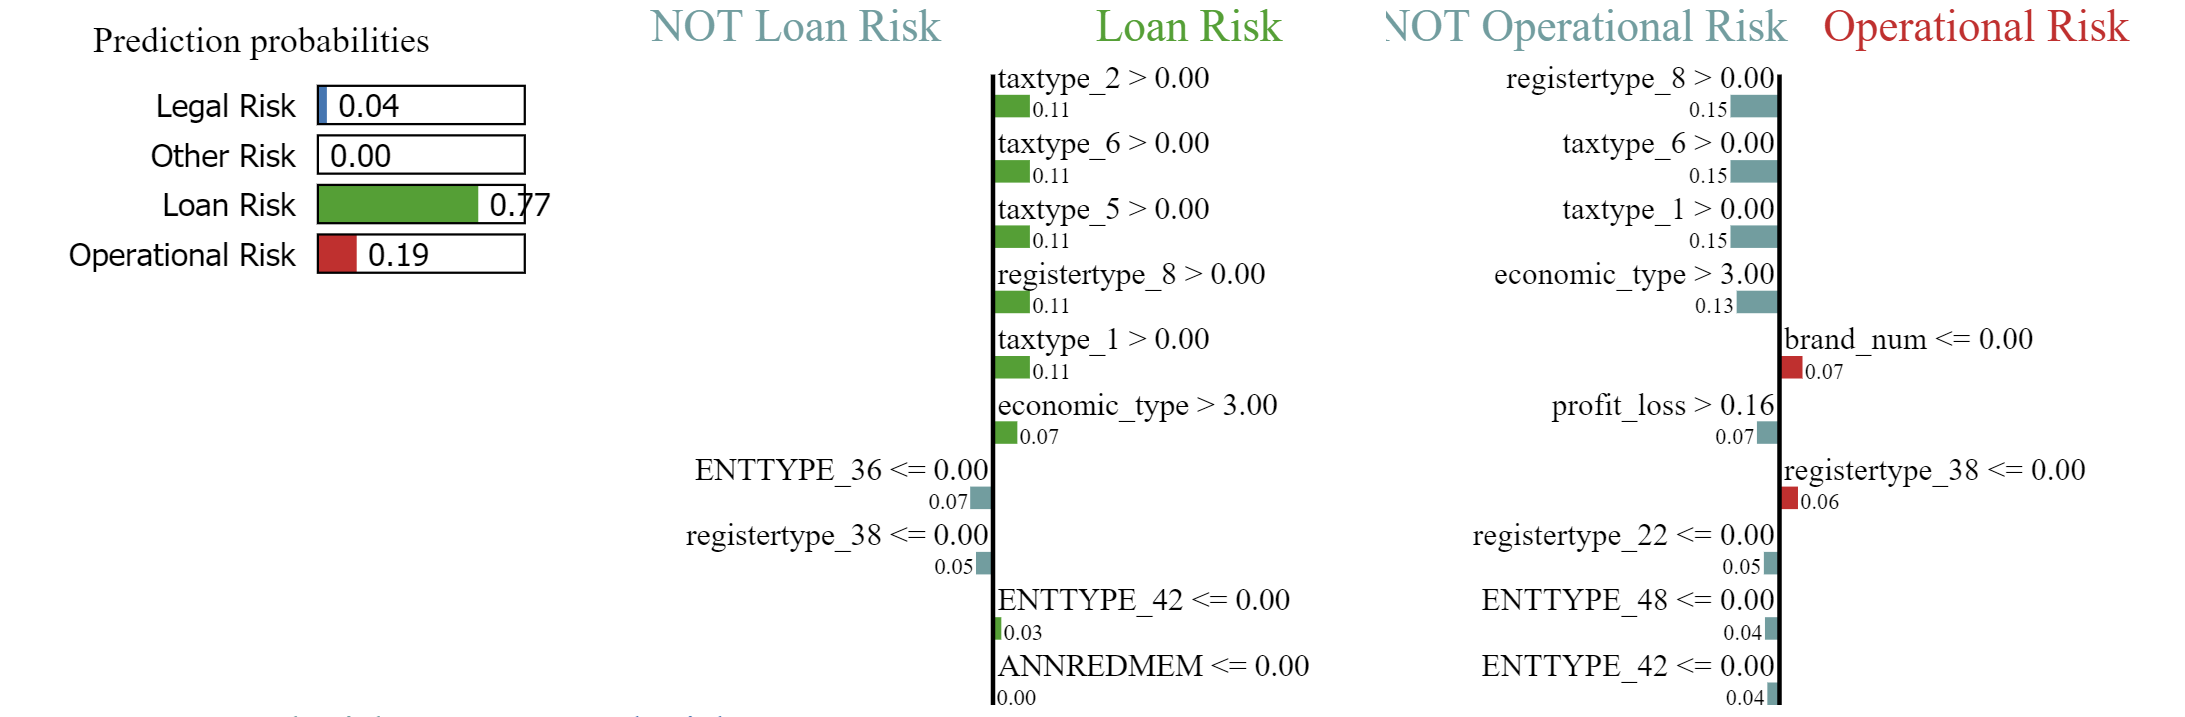 Prediction probabilities
Legal Risk 0.04
Other Risk 0.00
Loan Risk 0.77
Operational Risk 0.19
NOT Loan Risk Loan Risk
taxtype_2 > 0.00
0.11
taxtype_6 > 0.00
0.11
taxtype_5 > 0.00
0.11
registertype_8 > 0.00
0.11
taxtype_1 > 0.00
0.11
economic_type > 3.00
0.07
ENTTYPE_36 <= 0.00
0.07
registertype_38 <= 0.00
0.05
ENTTYPE_42 <= 0.00
0.03
ANNREDMEM <= 0.00
0.00
NOT Operational Risk Operational Risk
registertype_8 > 0.00
0.15
taxtype_6 > 0.00
0.15
taxtype_1 > 0.00
0.15
economic_type > 3.00
0.13
brand_num <= 0.00
0.07
profit_loss > 0.16
0.07
registertype_38 <= 0.00
0.06
registertype_22 <= 0.00
0.05
ENTTYPE_48 <= 0.00
0.04
ENTTYPE_42 <= 0.00
0.04